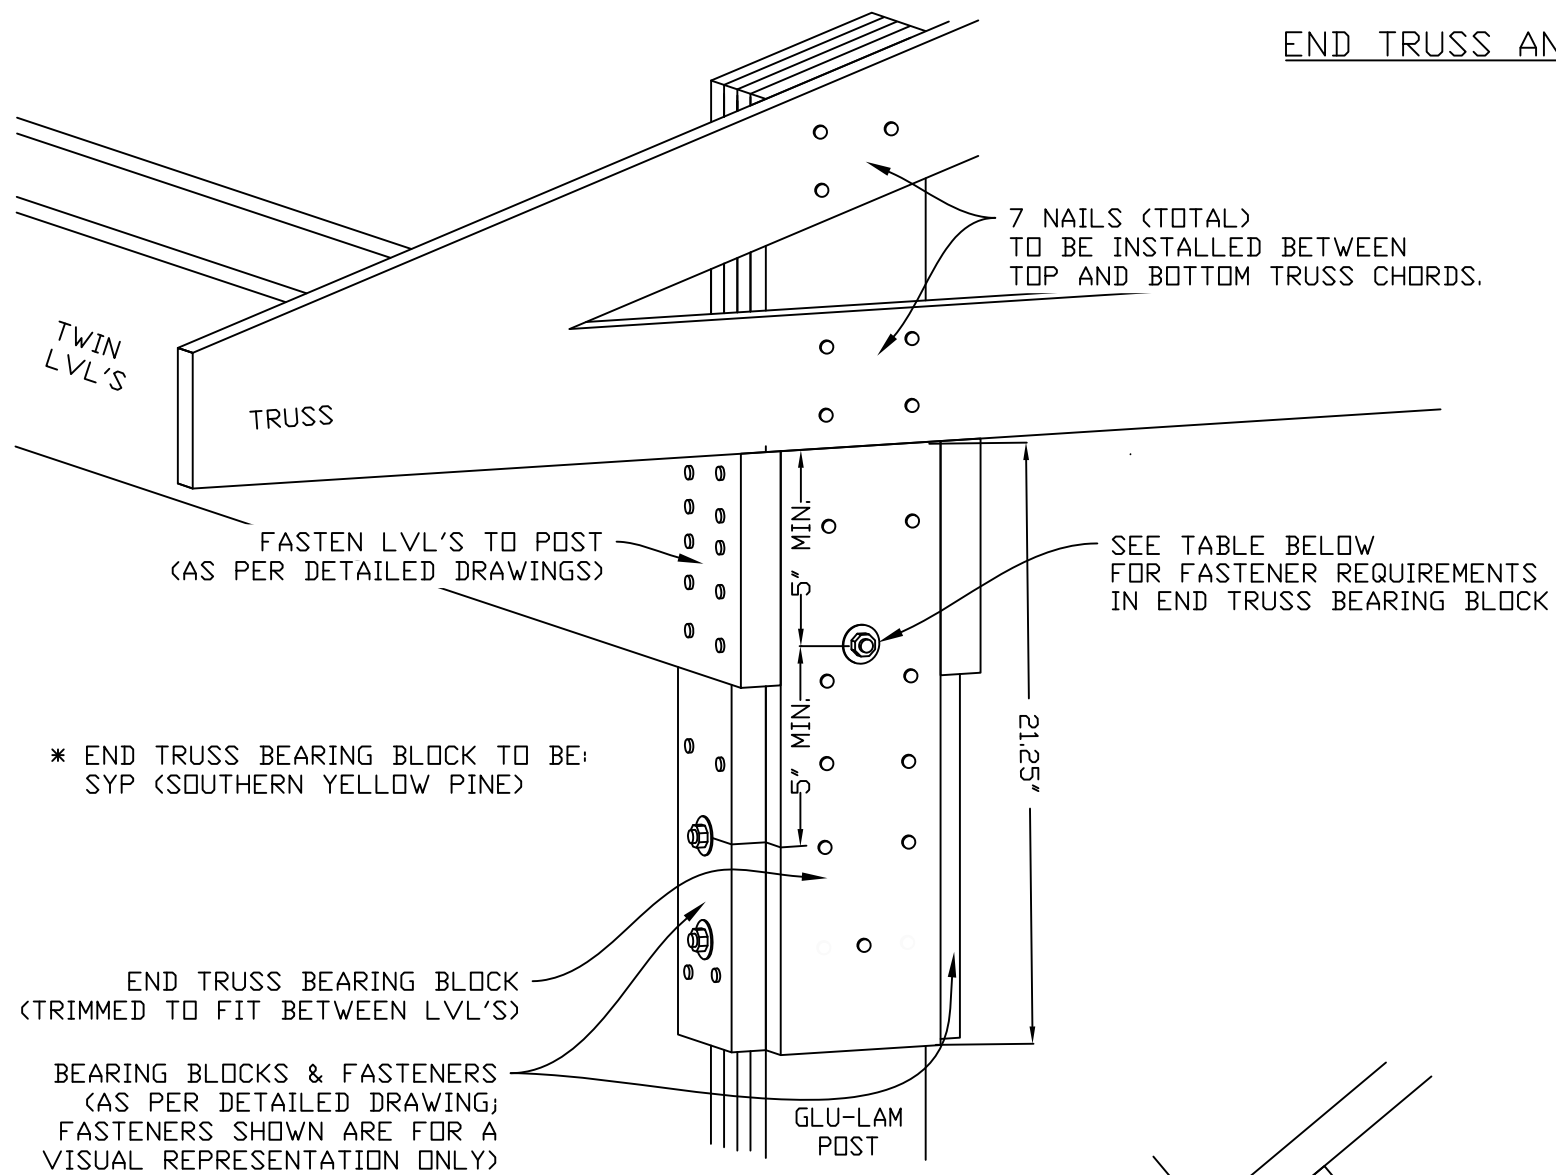 END TRUSS AN
7 NAILS (TOTAL)
TO BE INSTALLED BETWEEN
TOP AND BOTTOM TRUSS CHORDS.
TWIN
LVL'S
TRUSS
FASTEN LVL'S TO POST
(AS PER DETAILED DRAWINGS)
5" MIN.
SEE TABLE BELOW
FOR FASTENER REQUIREMENTS
IN END TRUSS BEARING BLOCK
5" MIN.
21.25"
* END TRUSS BEARING BLOCK TO BE:
SYP (SOUTHERN YELLOW PINE)
END TRUSS BEARING BLOCK
(TRIMMED TO FIT BETWEEN LVL'S)
BEARING BLOCKS & FASTENERS
(AS PER DETAILED DRAWING;
FASTENERS SHOWN ARE FOR A
VISUAL REPRESENTATION ONLY)
GLU-LAM
POST